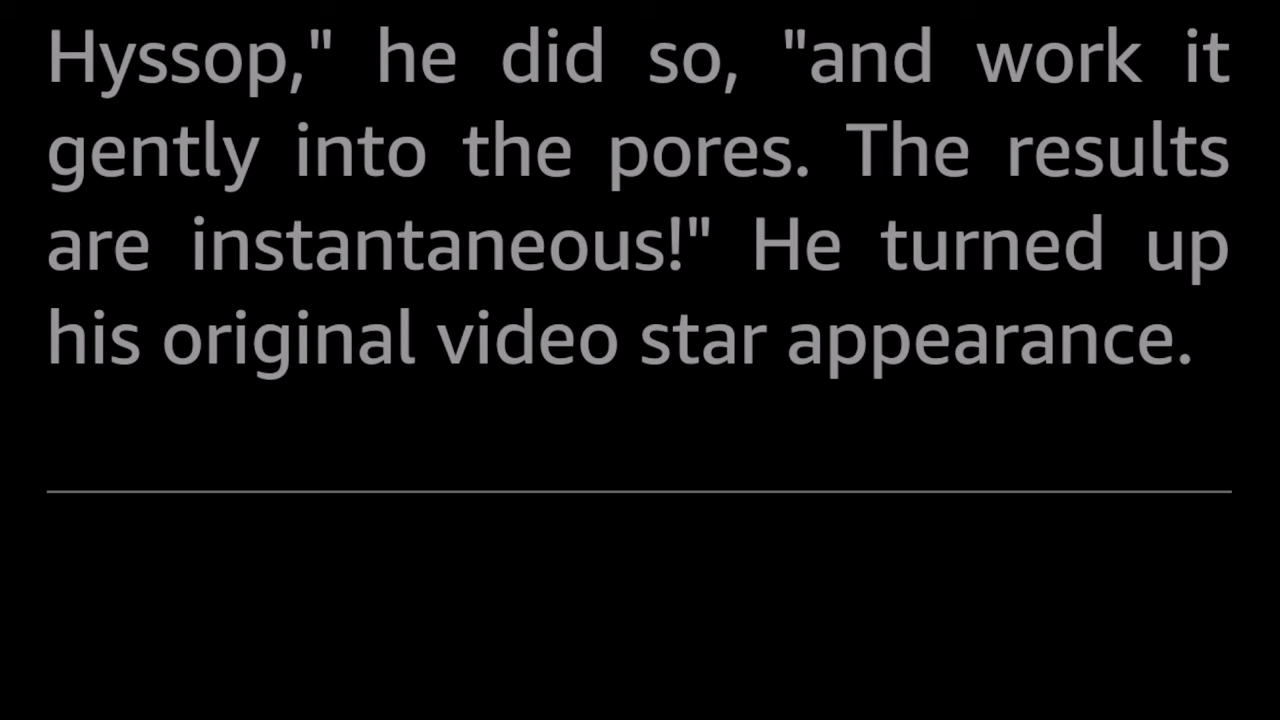 Hyssop," he did so, "and work it
gently into the pores. The results
are instantaneous!" He turned up
his original video star appearance.